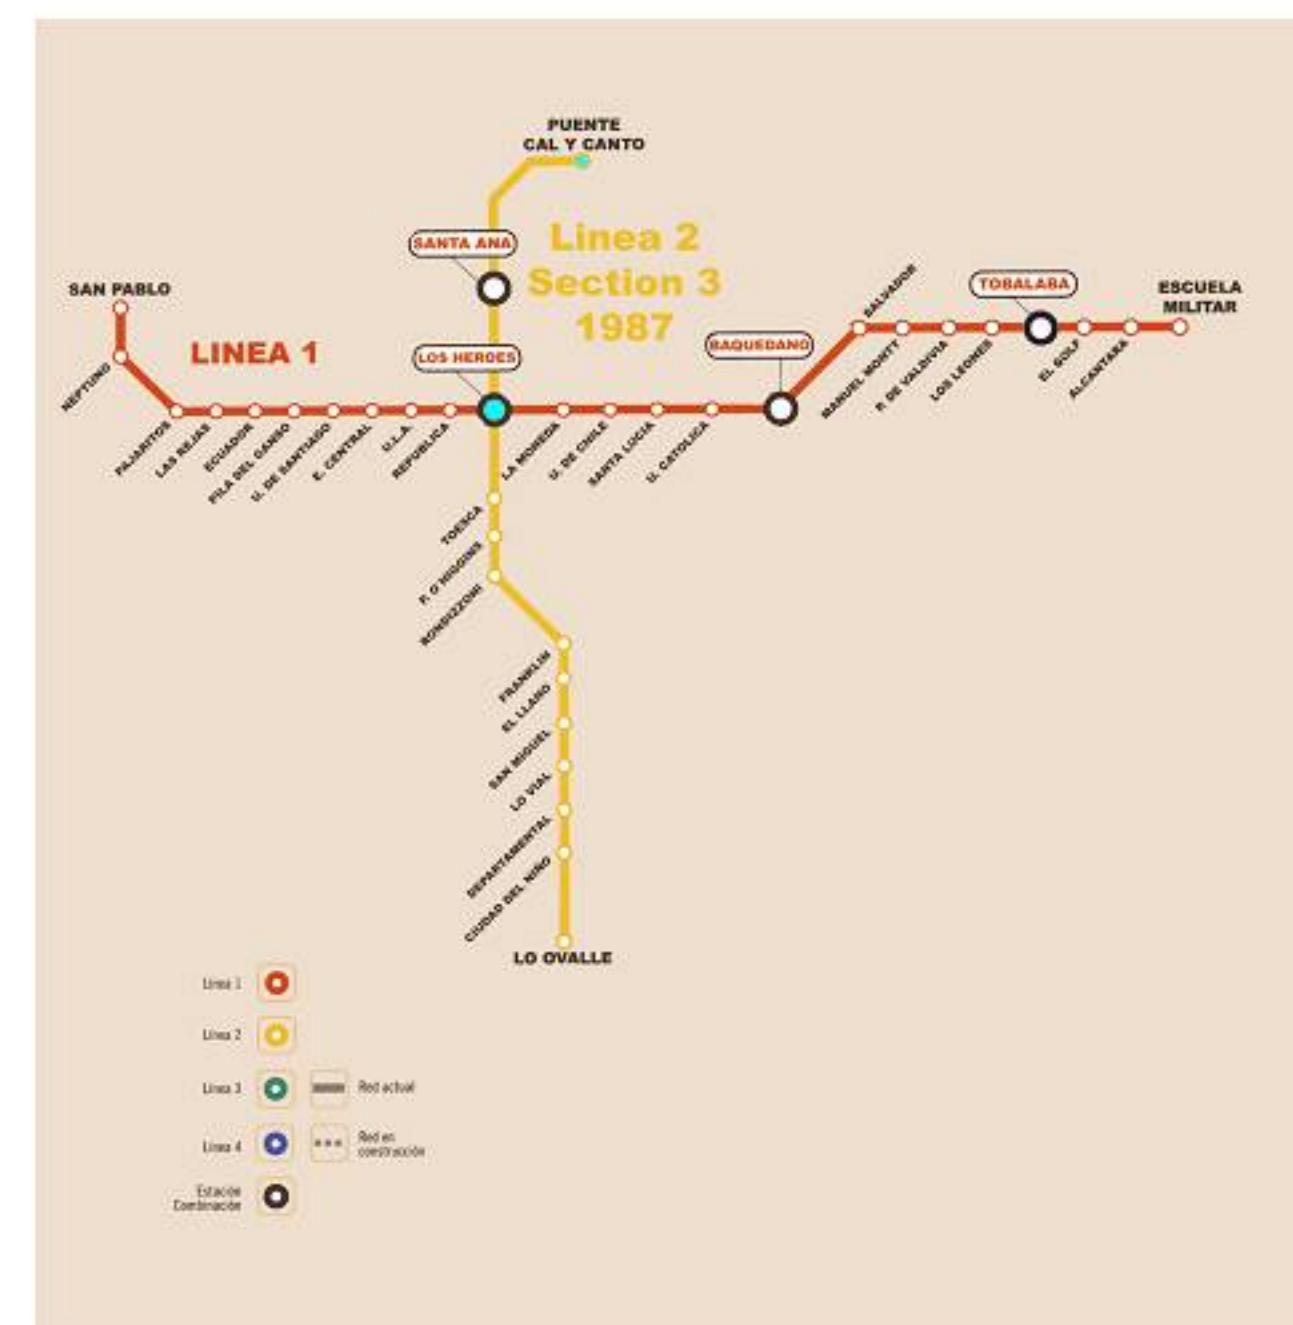 PUENTE
CAL Y CANTO
SANTA ANA
Linea 2
Section 3
1987
SAN PABLO
LINEA 1
LOS HEROES
BAQUEDANO
SALVADOR
TOBALABA
ESCUELA
MILITAR
NEPTUNO
PAJARITOS
LAS REJAS
ECUADOR
PILA DEL GANSO
U. DE SANTIAGO
E. CENTRAL
U.L.A.
REPUBLICA
LA MONEDA
U. DE CHILE
SANTA LUCIA
U. CATOLICA
MANUEL MONTT
P. DE VALDIVIA
LOS LEONES
EL GOLF
ALCANTARA
TOESCA
P. O HIGGINS
RONDIZZONI
FRANKLIN
EL LLANO
SAN MIGUEL
LO VIAL
DEPARTAMENTAL
CIUDAD DEL NIÑO
LO OVALLE
Línea 1
Línea 2
Línea 3
Red actual
Línea 4
Red en
construcción
Estación
Combinación